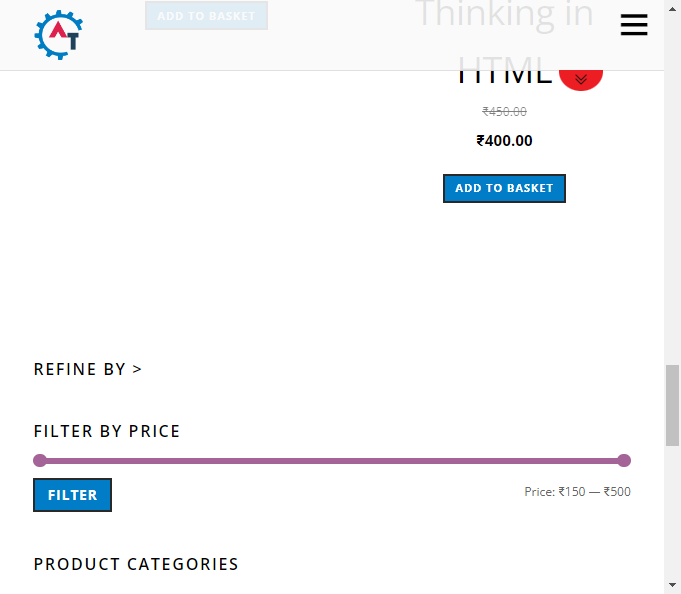 ADD TO BASKET
Thinking in
HTML
₹450.00
₹400.00
ADD TO BASKET
REFINE BY >
FILTER BY PRICE
FILTER
Price: ₹150 — ₹500
PRODUCT CATEGORIES